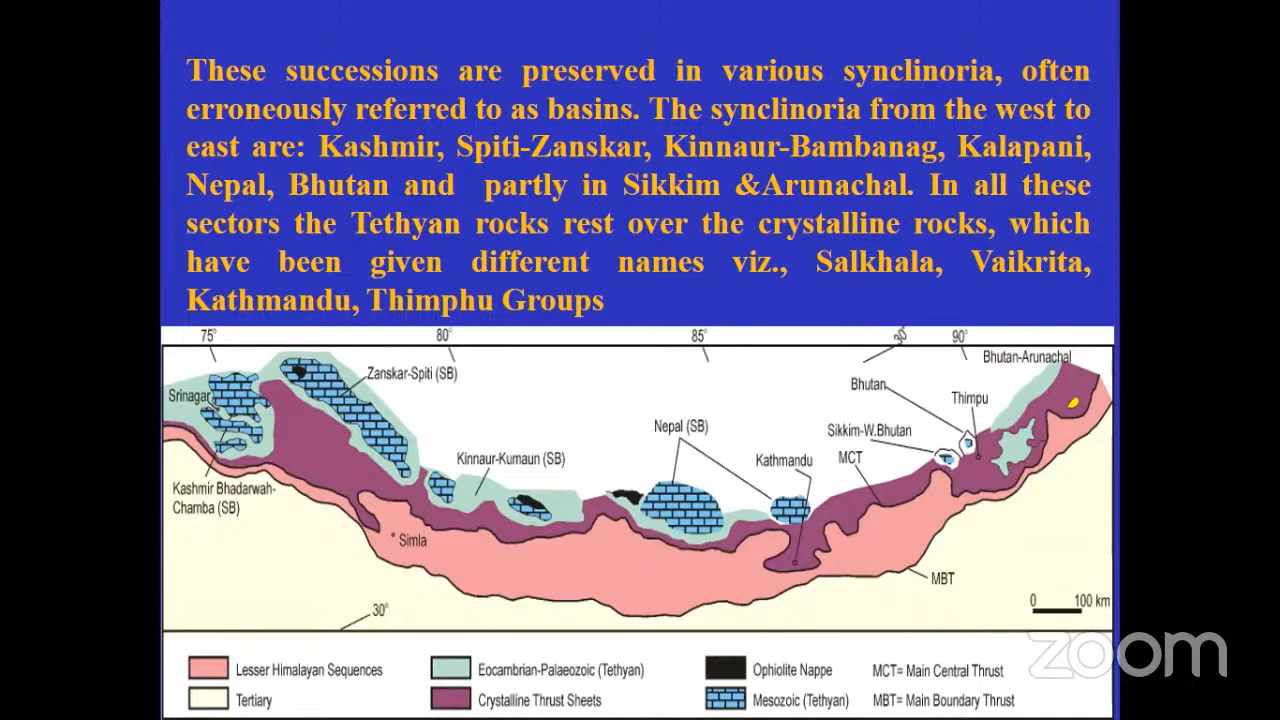 These successions are preserved in various synclinoria, often
erroneously referred to as basins. The synclinoria from the west to
east are: Kashmir, Spiti-Zanskar, Kinnaur-Bambanag, Kalapani,
Nepal, Bhutan and partly in Sikkim &Arunachal. In all these
sectors the Tethyan rocks rest over the crystalline rocks, which
have been given different names viz., Salkhala, Vaikrita,
Kathmandu, Thimphu Groups
75°
80°
85°
30°
90°
Bhutan-Arunachal
Zanskar-Spiti (SB)
Srinagar
Bhutan
Thimpu
Nepal (SB)
Sikkim-W.Bhutan
Kinnaur-Kumaun (SB)
Kathmandu
MCT
Kashmir Bhadarwah-
Chamba (SB)
Simla
MBT
0 100 km
30°
zoom
Lesser Himalayan Sequences
Eocambrian-Palaeozoic (Tethyan)
Ophiolite Nappe
MCT= Main Central Thrust
Tertiary
Crystalline Thrust Sheets
Mesozoic (Tethyan)
MBT= Main Boundary Thrust